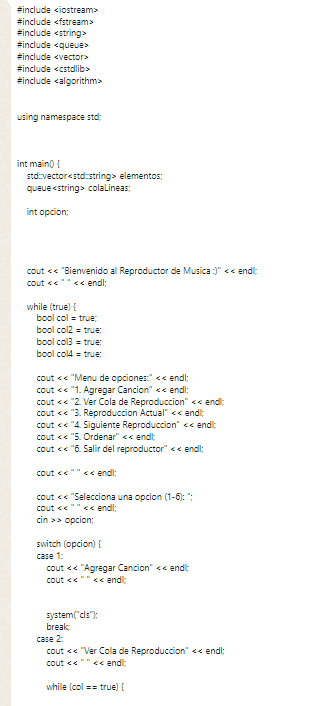 #include <iostream>
#include <fstream>
#include <string>
#include <queue>
#include <vector>
#include <cstdlib>
#include <algorithm>
using namespace std;
int main() {
std::vector<std::string> elementos;
queue<string> colaLineas;
int opcion;
cout << "Bienvenido al Reproductor de Musica :)" << endl;
cout << " " << endl;
while (true) {
bool col = true;
bool col2 = true;
bool col3 = true;
bool col4 = true;
cout << "Menu de opciones:" << endl;
cout << "1. Agregar Cancion" << endl;
cout << "2. Ver Cola de Reproduccion" << endl;
cout << "3. Reproduccion Actual" << endl;
cout << "4. Siguiente Reproduccion" << endl;
cout << "5. Ordenar" << endl;
cout << "6. Salir del reproductor" << endl;
cout << " " << endl;
cout << "Selecciona una opcion (1-6): ";
cout << " " << endl;
cin >> opcion;
switch (opcion) {
case 1:
cout << "Agregar Cancion" << endl;
cout << " " << endl;
system("cls");
break;
case 2:
cout << "Ver Cola de Reproduccion" << endl;
cout << " " << endl;
while (col == true) {